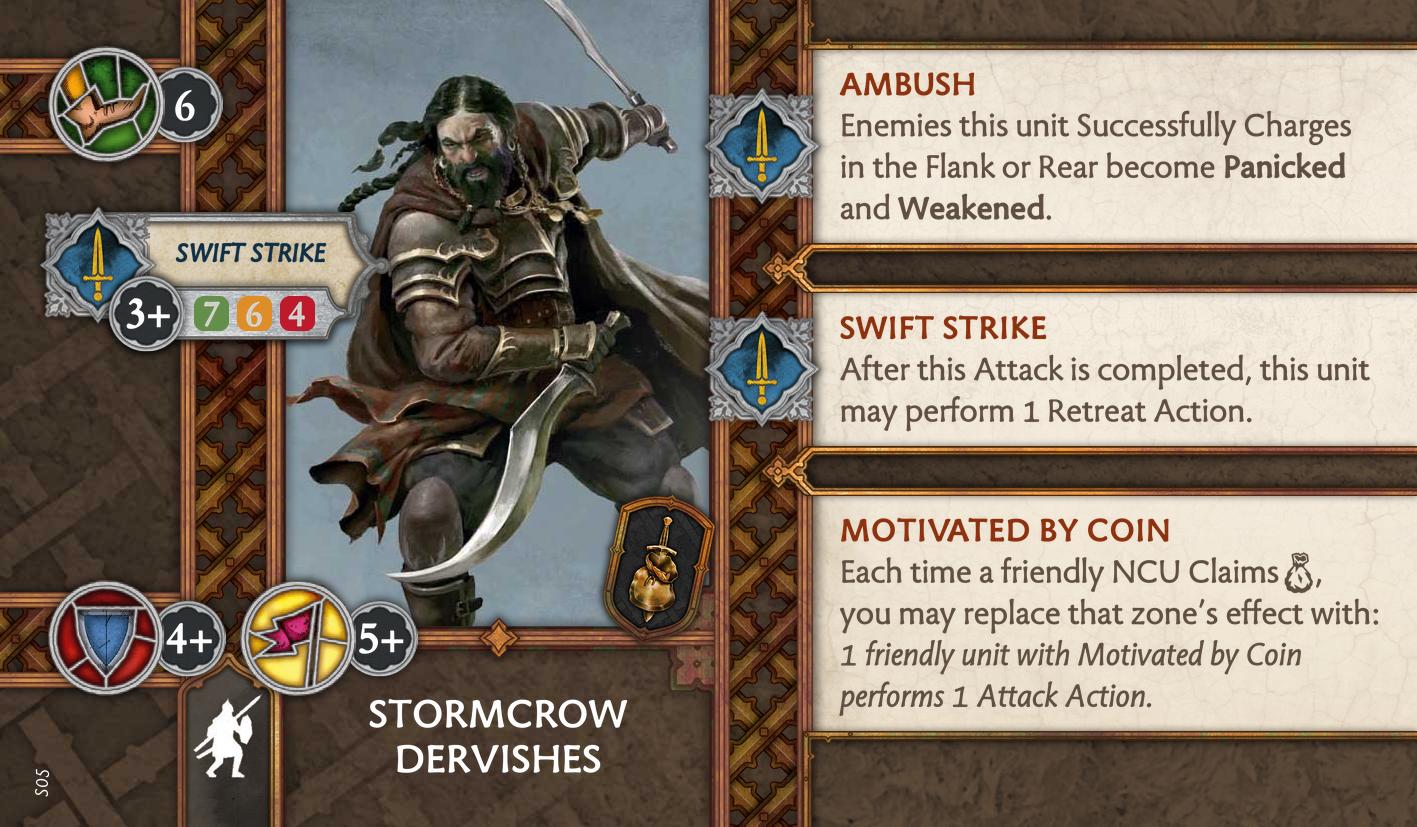 6
SWIFT STRIKE
3+ 7 6 4
4+ 5+
STORMCROW
DERVISHES
S05
AMBUSH
Enemies this unit Successfully Charges
in the Flank or Rear become Panicked
and Weakened.
SWIFT STRIKE
After this Attack is completed, this unit
may perform 1 Retreat Action.
MOTIVATED BY COIN
Each time a friendly NCU Claims ,
you may replace that zone’s effect with:
1 friendly unit with Motivated by Coin
performs 1 Attack Action.